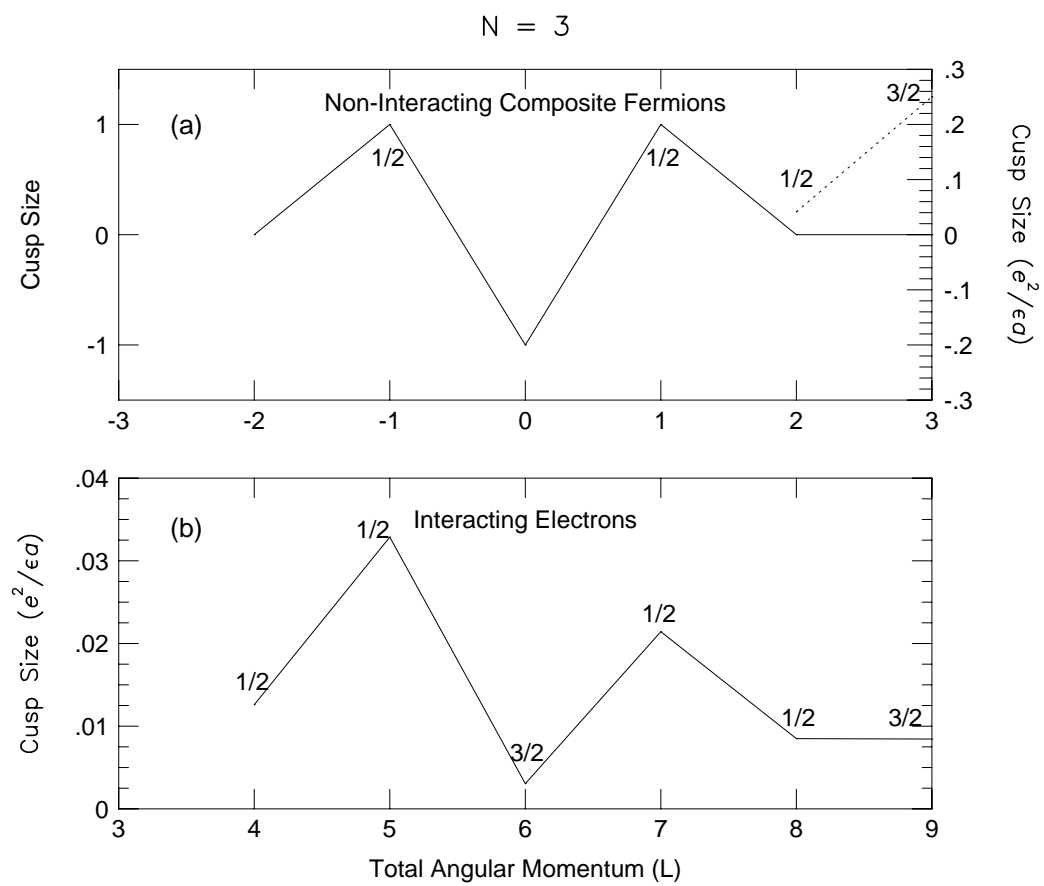 N = 3
Non-Interacting Composite Fermions
(a)
1
0
-1
Cusp Size
1/2
1/2
1/2
3/2
.3
.2
.1
0
-.1
-.2
-.3
Cusp Size (e²/εa)
-3 -2 -1 0 1 2 3
Interacting Electrons
(b)
.04
.03
.02
.01
0
Cusp Size (e²/εa)
1/2
1/2
3/2
1/2
1/2
3/2
3 4 5 6 7 8 9
Total Angular Momentum (L)